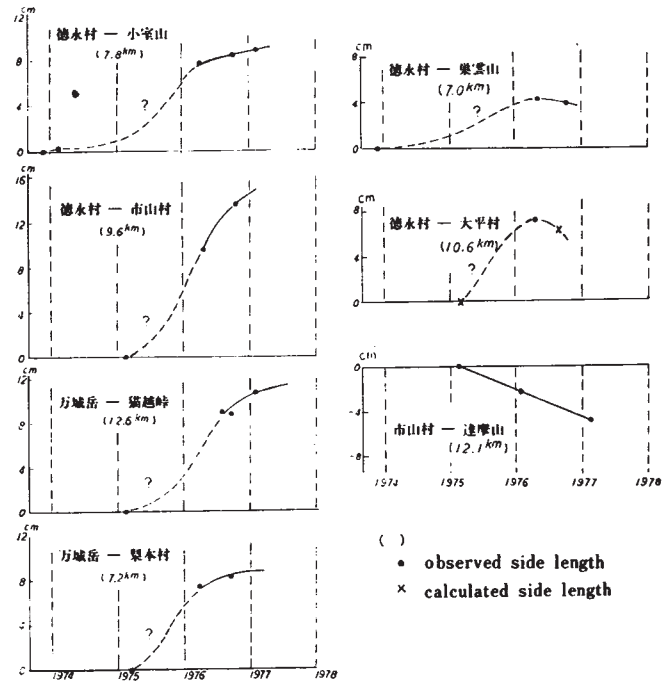 cm
12
8
4
0
徳永村 — 小室山
(7.8km)
?
cm
16
12
8
4
0
徳永村 — 市山村
(9.6km)
?
cm
12
8
4
0
万城岳 — 猫越峠
(12.6km)
?
cm
12
8
4
0
万城岳 — 梨本村
(7.2km)
?
1974
1975
1976
1977
1978
cm
8
4
0
徳永村 — 巣雲山
(7.0km)
?
8
4
0
徳永村 — 大平村
(10.6km)
?
cm
0
-4
-8
市山村 — 達摩山
(12.1km)
1974
1975
1976
1977
1978
( )
● observed side length
× calculated side length